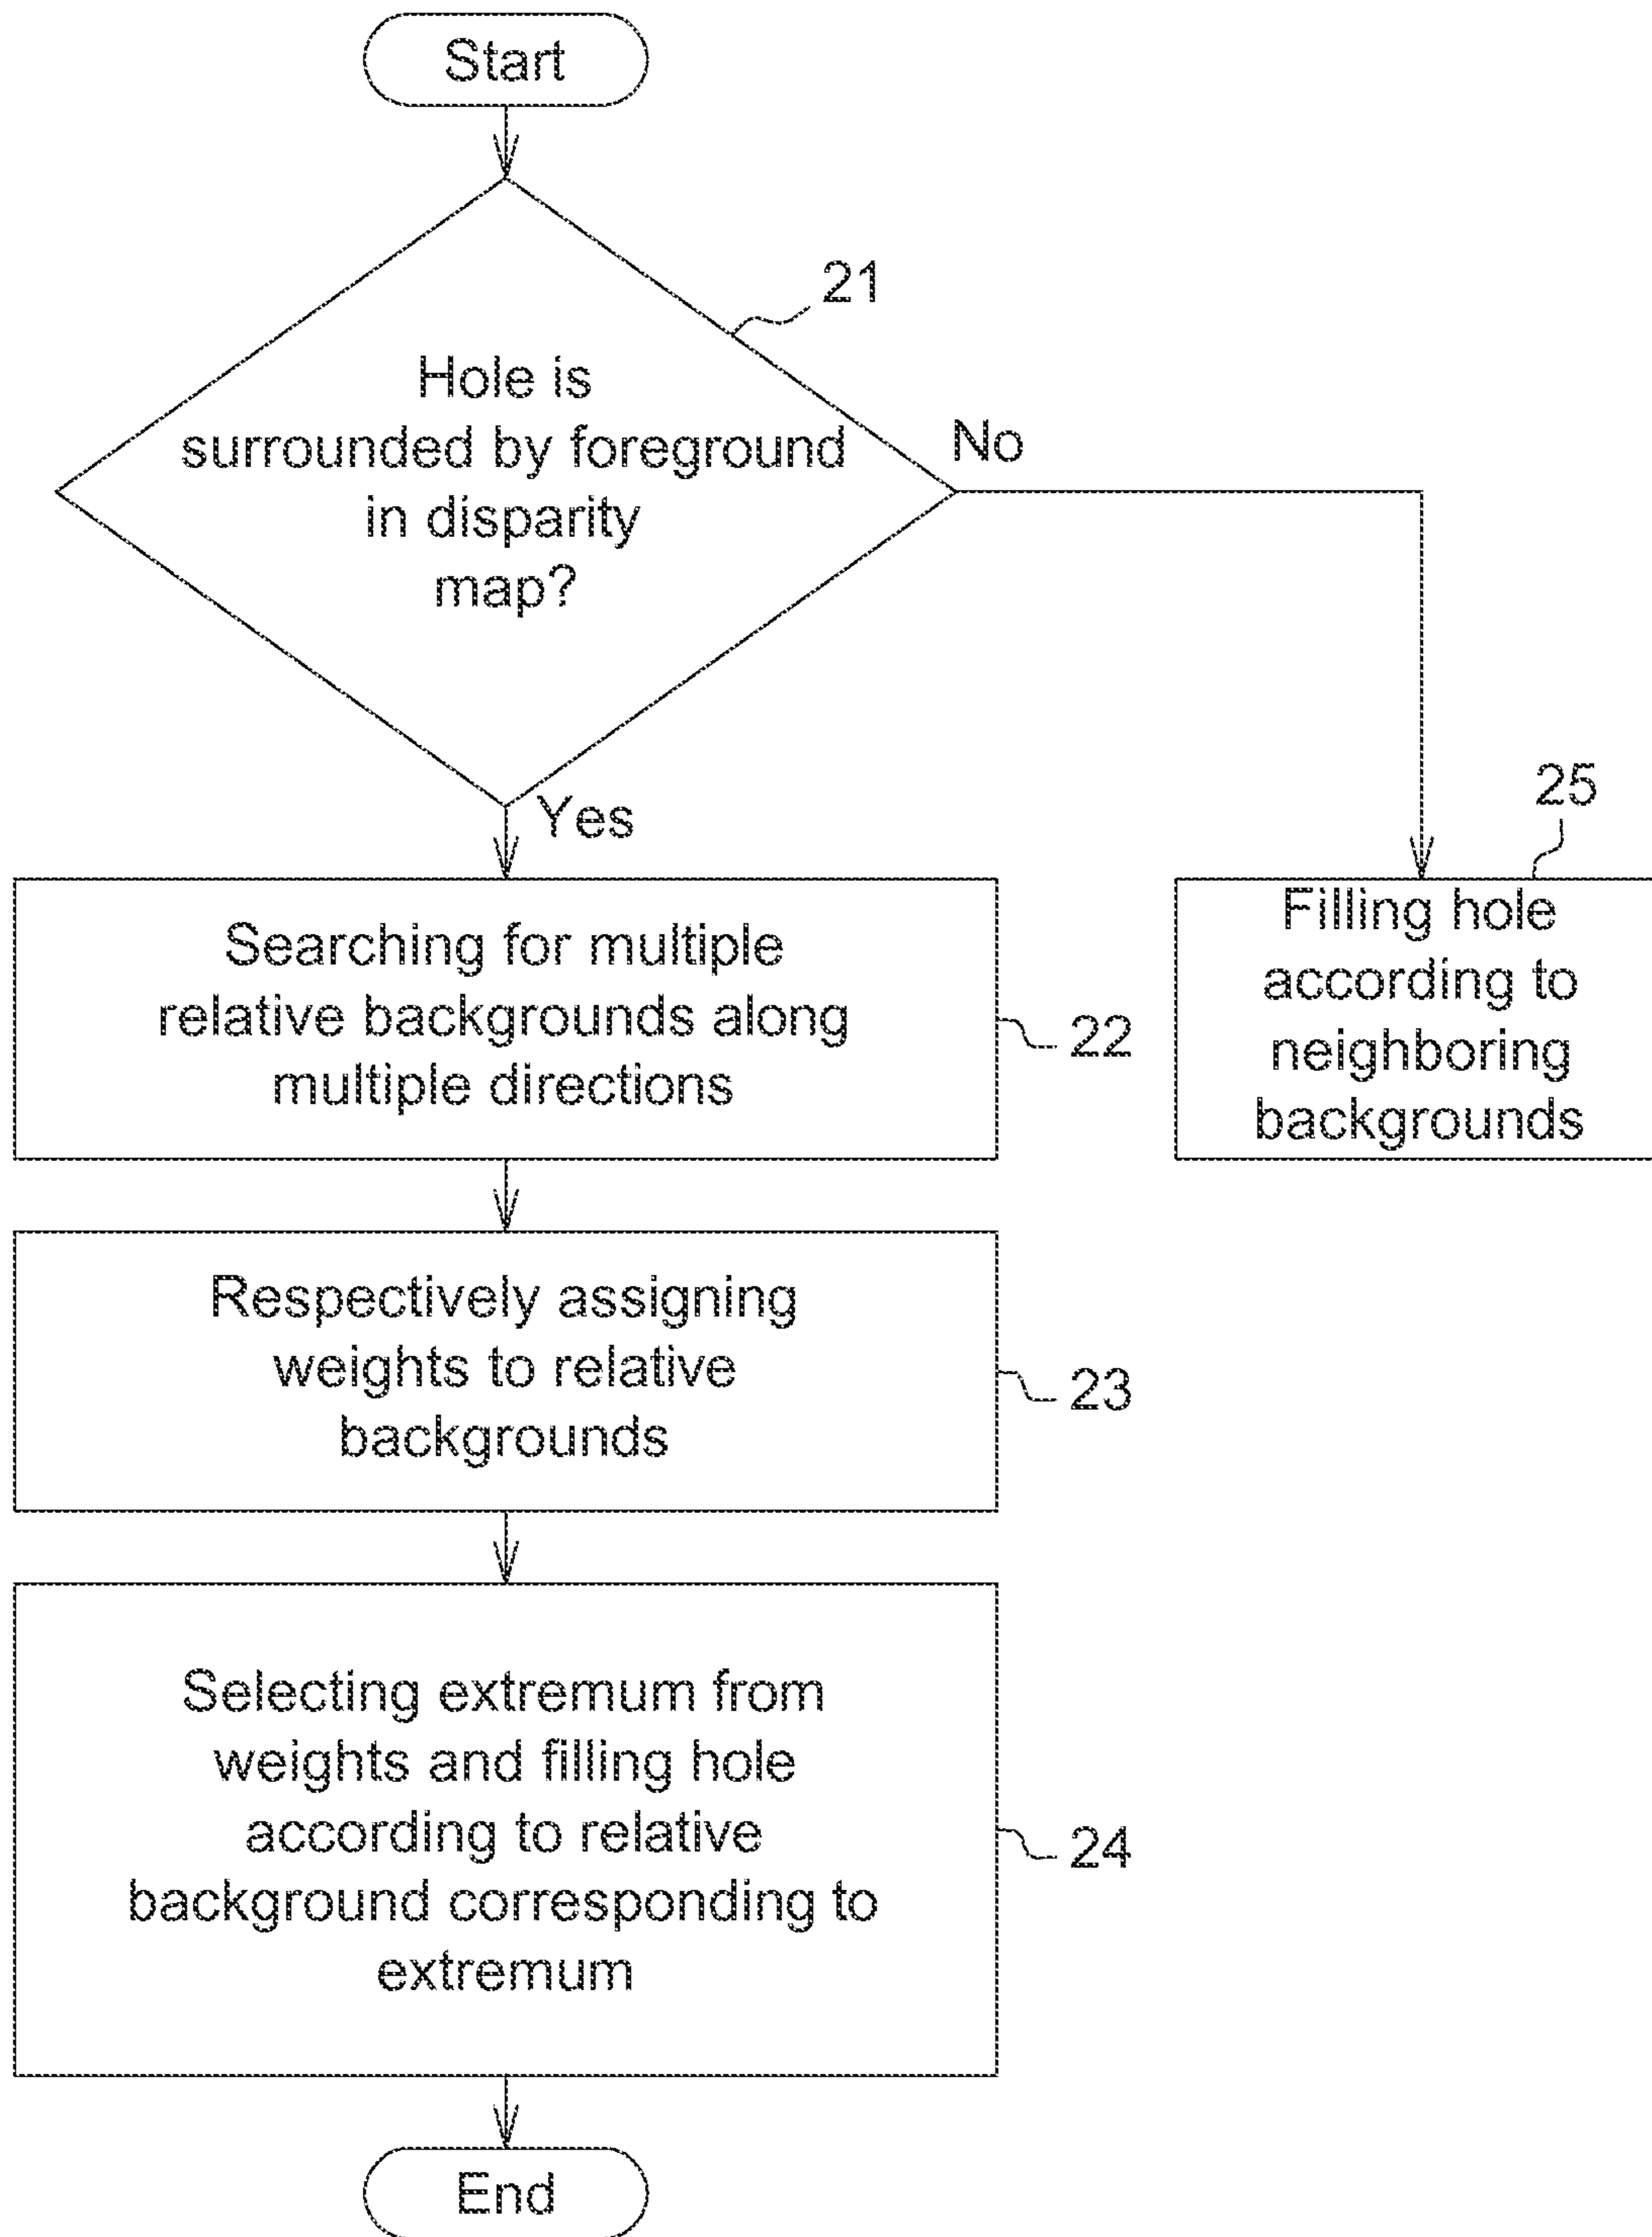 Start
21
Hole is
surrounded by foreground
in disparity
map?
No
Yes
25
Searching for multiple
relative backgrounds along
multiple directions
22
Filling hole
according to
neighboring
backgrounds
Respectively assigning
weights to relative
backgrounds
23
Selecting extremum from
weights and filling hole
according to relative
background corresponding to
extremum
24
End